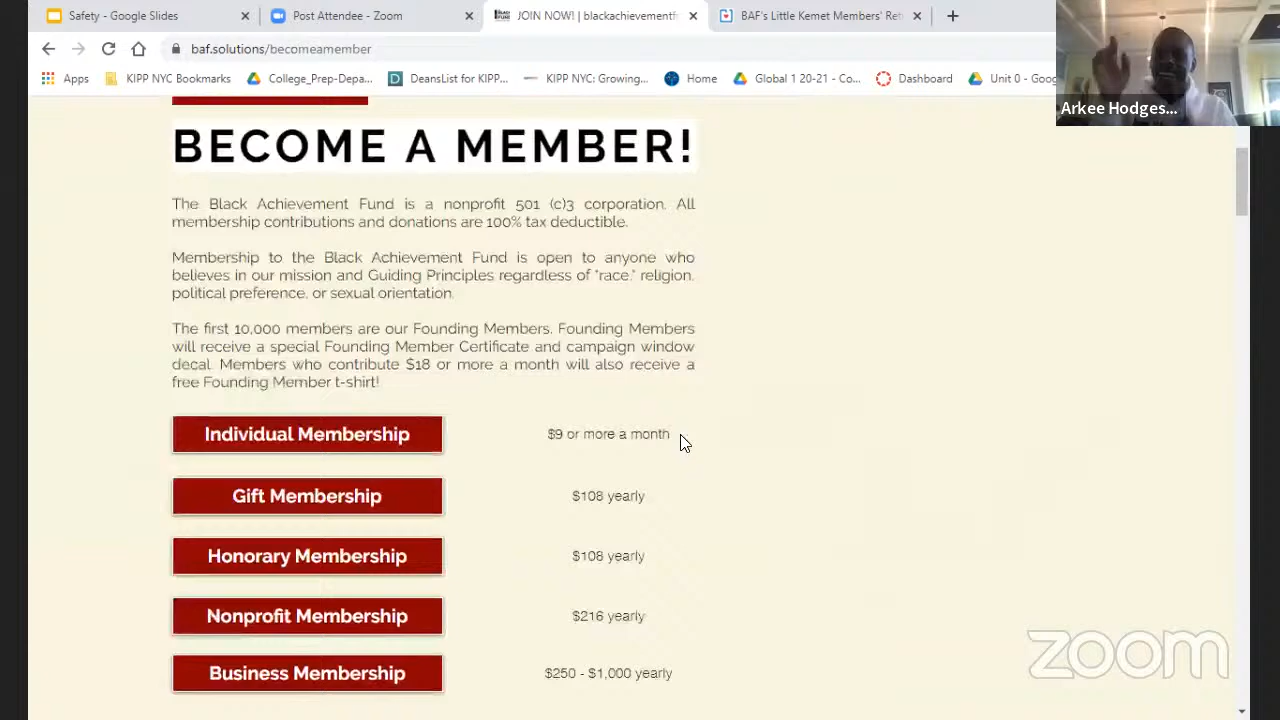 Safety - Google Slides
Post Attendee - Zoom
JOIN NOW! | blackachievementf
BAF's Little Kemet Members' Ret
baf.solutions/becomeamember
Apps
KIPP NYC Bookmarks
College_Prep-Depa...
DeansList for KIPP...
KIPP NYC: Growing...
Home
Global 1 20-21 - Co...
Dashboard
Unit 0 - Goog
Arkee Hodges...
BECOME A MEMBER!
The Black Achievement Fund is a nonprofit 501 (c)3 corporation. All
membership contributions and donations are 100% tax deductible.
Membership to the Black Achievement Fund is open to anyone who
believes in our mission and Guiding Principles regardless of "race," religion,
political preference, or sexual orientation.
The first 10,000 members are our Founding Members. Founding Members
will receive a special Founding Member Certificate and campaign window
decal. Members who contribute $18 or more a month will also receive a
free Founding Member t-shirt!
Individual Membership
$9 or more a month
Gift Membership
$108 yearly
Honorary Membership
$108 yearly
Nonprofit Membership
$216 yearly
Business Membership
$250 - $1,000 yearly
zoom